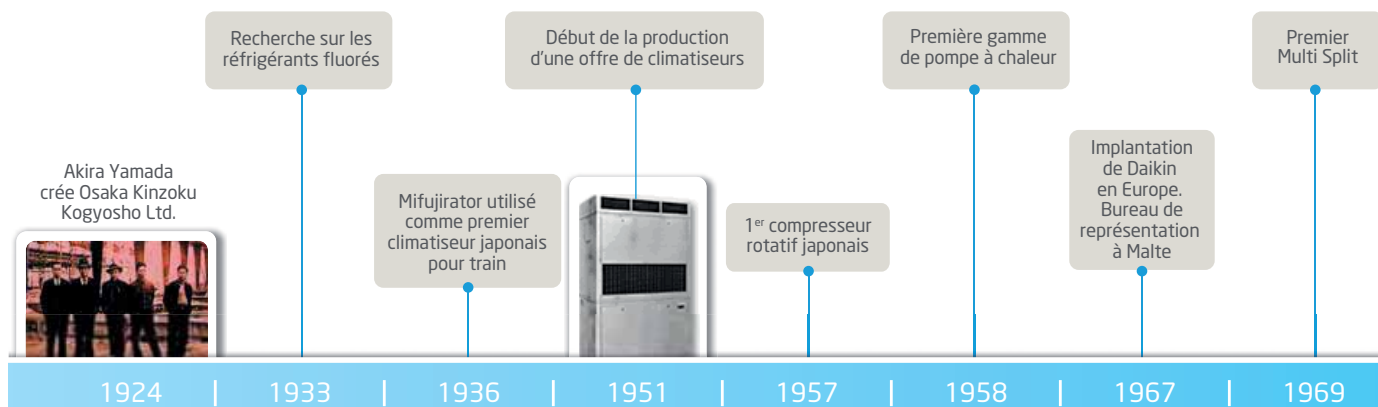 Akira Yamada
crée Osaka Kinzoku
Kogyosho Ltd.
Recherche sur les
réfrigérants fluorés
Mifujirator utilisé
comme premier
climatiseur japonais
pour train
Début de la production
d'une offre de climatiseurs
1er compresseur
rotatif japonais
Première gamme
de pompe à chaleur
Implantation
de Daikin
en Europe.
Bureau de
représentation
à Malte
Premier
Multi Split
1924 | 1933 | 1936 | 1951 | 1957 | 1958 | 1967 | 1969